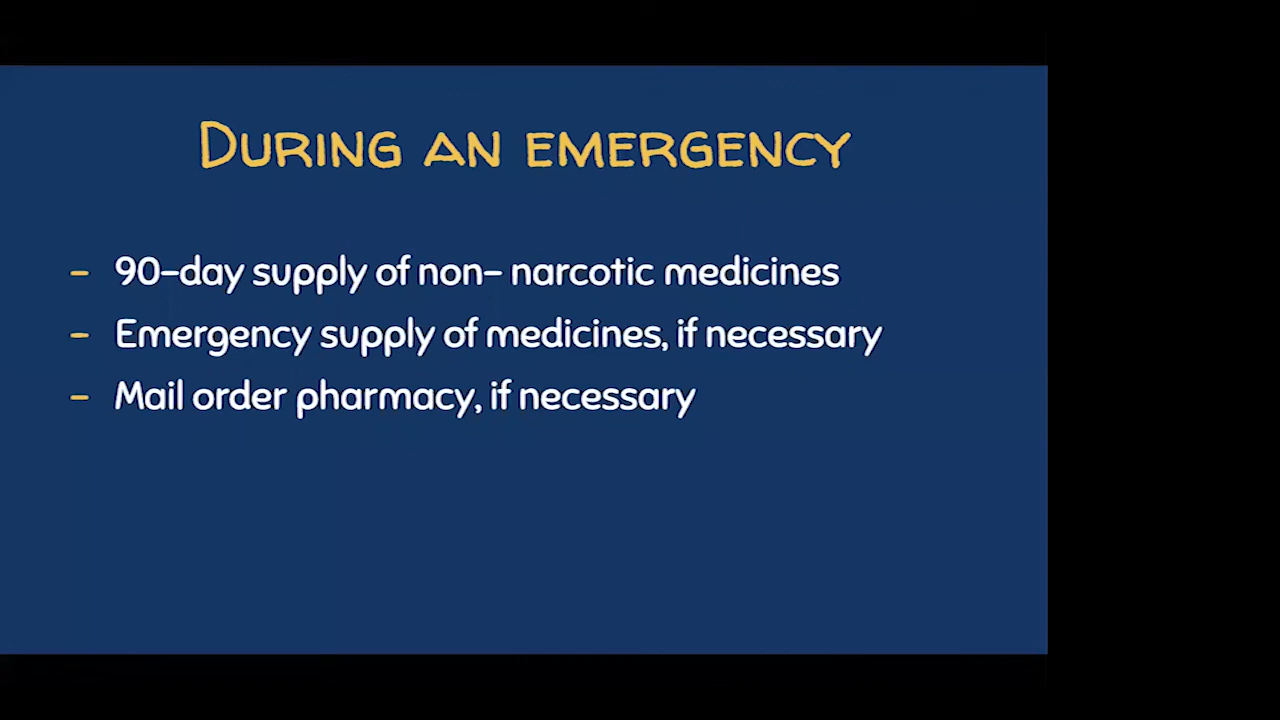 During an emergency
- 90-day supply of non- narcotic medicines
- Emergency supply of medicines, if necessary
- Mail order pharmacy, if necessary